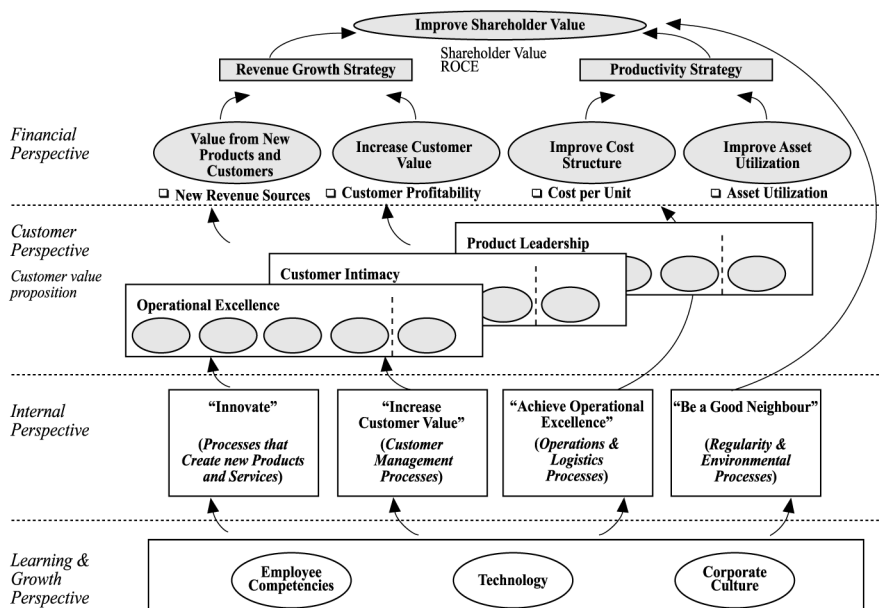 Improve Shareholder Value
Shareholder Value
ROCE
Revenue Growth Strategy
Productivity Strategy
Financial
Perspective
Value from New
Products and
Customers
Increase Customer
Value
Improve Cost
Structure
Improve Asset
Utilization
❏ New Revenue Sources
❏ Customer Profitability
❏ Cost per Unit
❏ Asset Utilization
Customer
Perspective
Customer value
proposition
Product Leadership
Customer Intimacy
Operational Excellence
Internal
Perspective
“Innovate”
(Processes that
Create new Products
and Services)
“Increase
Customer Value”
(Customer
Management
Processes)
“Achieve Operational
Excellence”
(Operations &
Logistics
Processes)
“Be a Good Neighbour”
(Regularity &
Environmental
Processes)
Learning &
Growth
Perspective
Employee
Competencies
Technology
Corporate
Culture